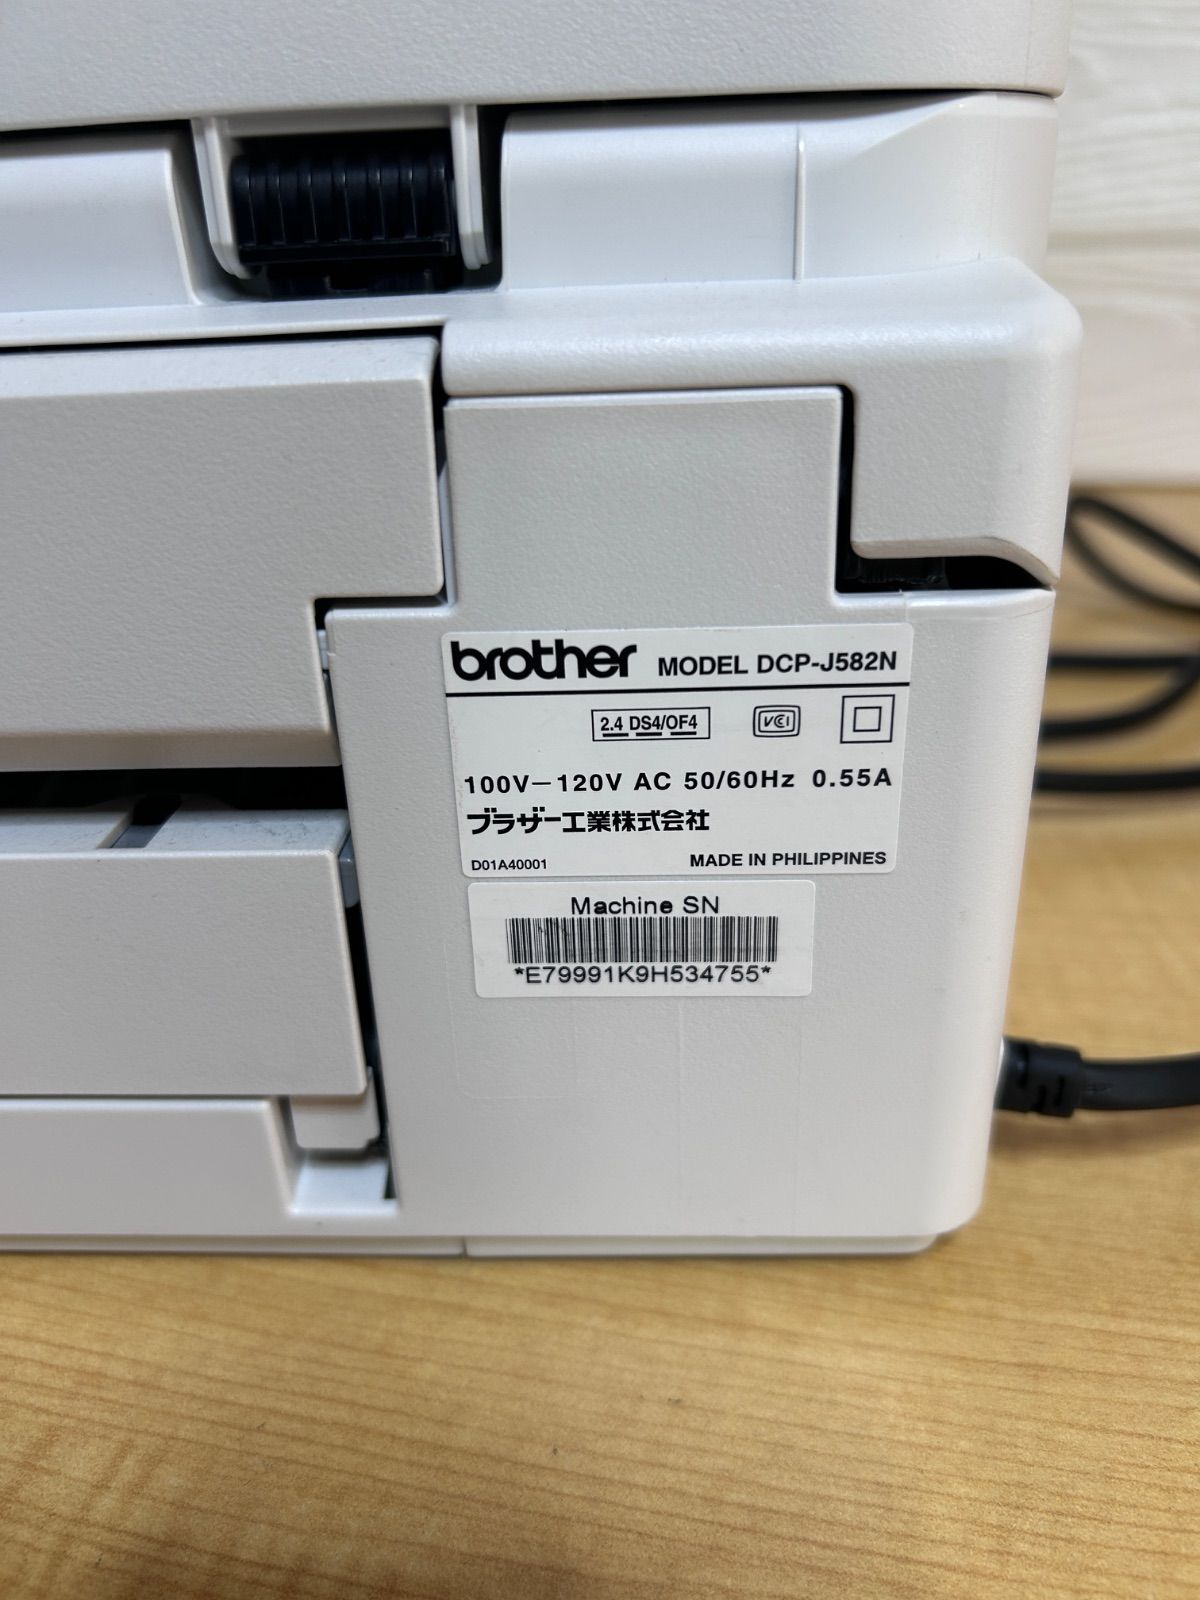 brother MODEL DCP-J582N
2.4 DS4/OF4 VCI
100V－120V AC 50/60Hz 0.55A
ブラザー工業株式会社
D01A40001 MADE IN PHILIPPINES
Machine SN
*E79991K9H534755*